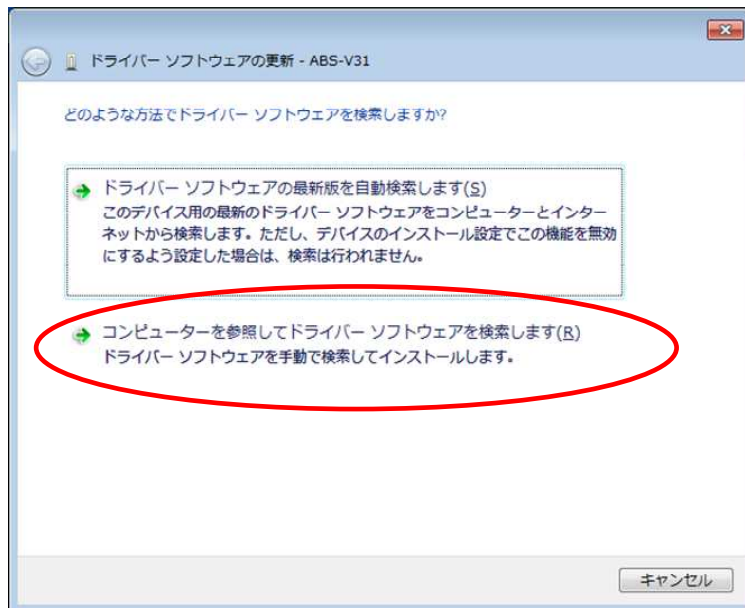 ドライバー ソフトウェアの更新 - ABS-V31
どのような方法でドライバー ソフトウェアを検索しますか?
ドライバー ソフトウェアの最新版を自動検索します(S)
このデバイス用の最新のドライバー ソフトウェアをコンピューターとインター
ネットから検索します。ただし、デバイスのインストール設定でこの機能を無効
にするよう設定した場合は、検索は行われません。
コンピューターを参照してドライバー ソフトウェアを検索します(R)
ドライバー ソフトウェアを手動で検索してインストールします。
キャンセル